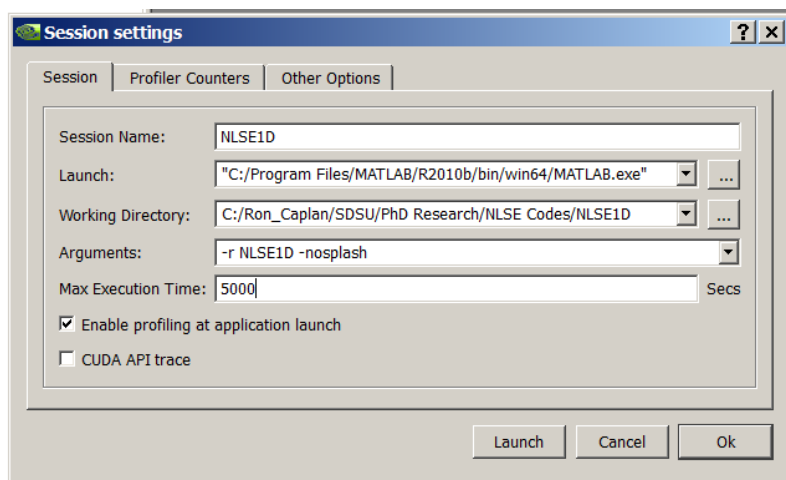 Session settings
Session Profiler Counters Other Options
Session Name: NLSE1D
Launch: "C:/Program Files/MATLAB/R2010b/bin/win64/MATLAB.exe" ...
Working Directory: C:/Ron_Caplan/SDSU/PhD Research/NLSE Codes/NLSE1D ...
Arguments: -r NLSE1D -nosplash
Max Execution Time: 5000 Secs
Enable profiling at application launch
CUDA API trace
Launch Cancel Ok